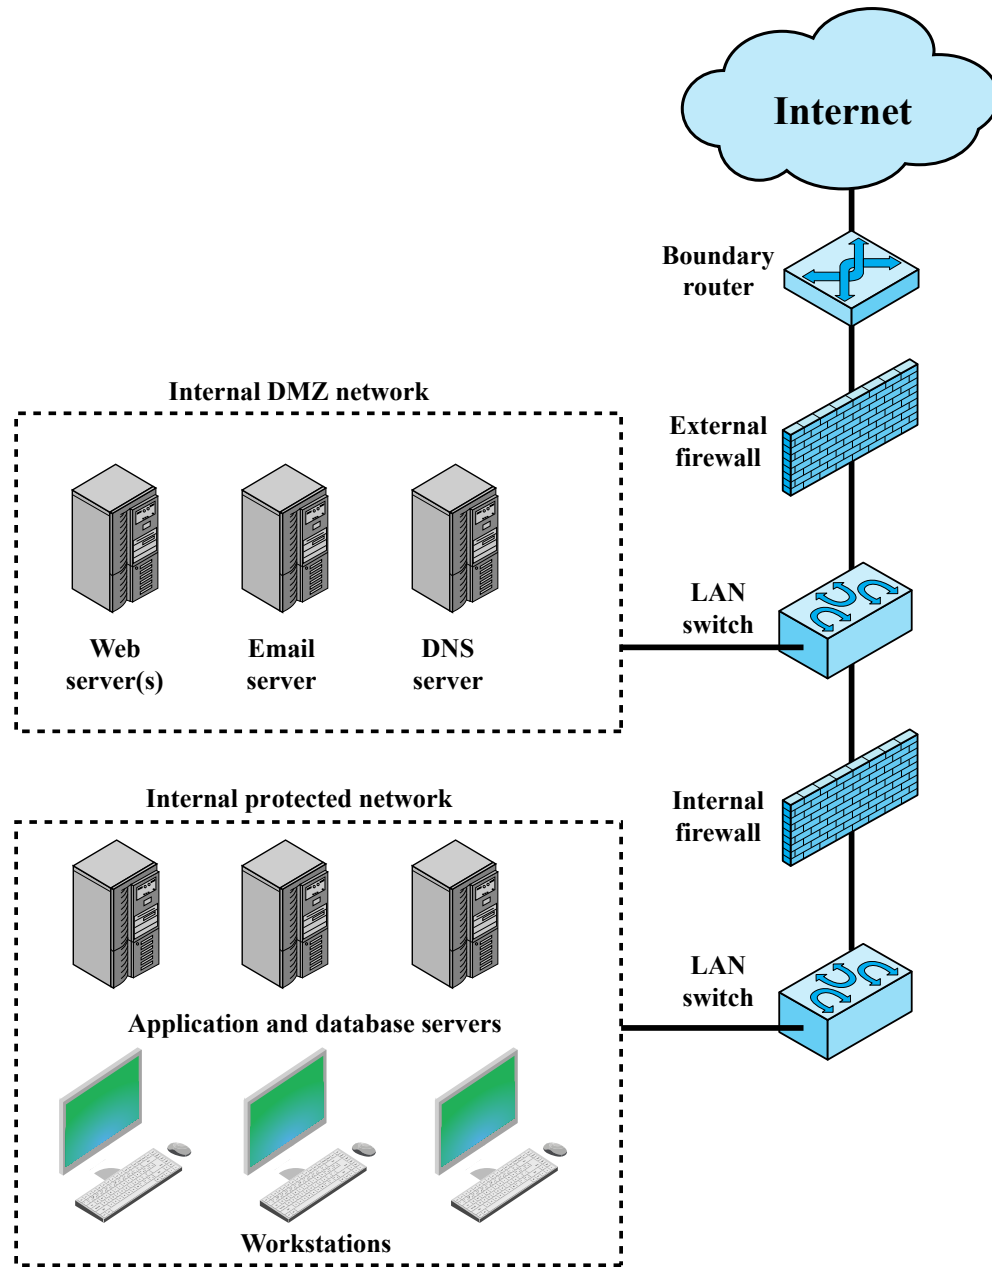 Internet
Boundary
router
Internal DMZ network
External
firewall
LAN
switch
Web
server(s)
Email
server
DNS
server
Internal protected network
Internal
firewall
LAN
switch
Application and database servers
Workstations